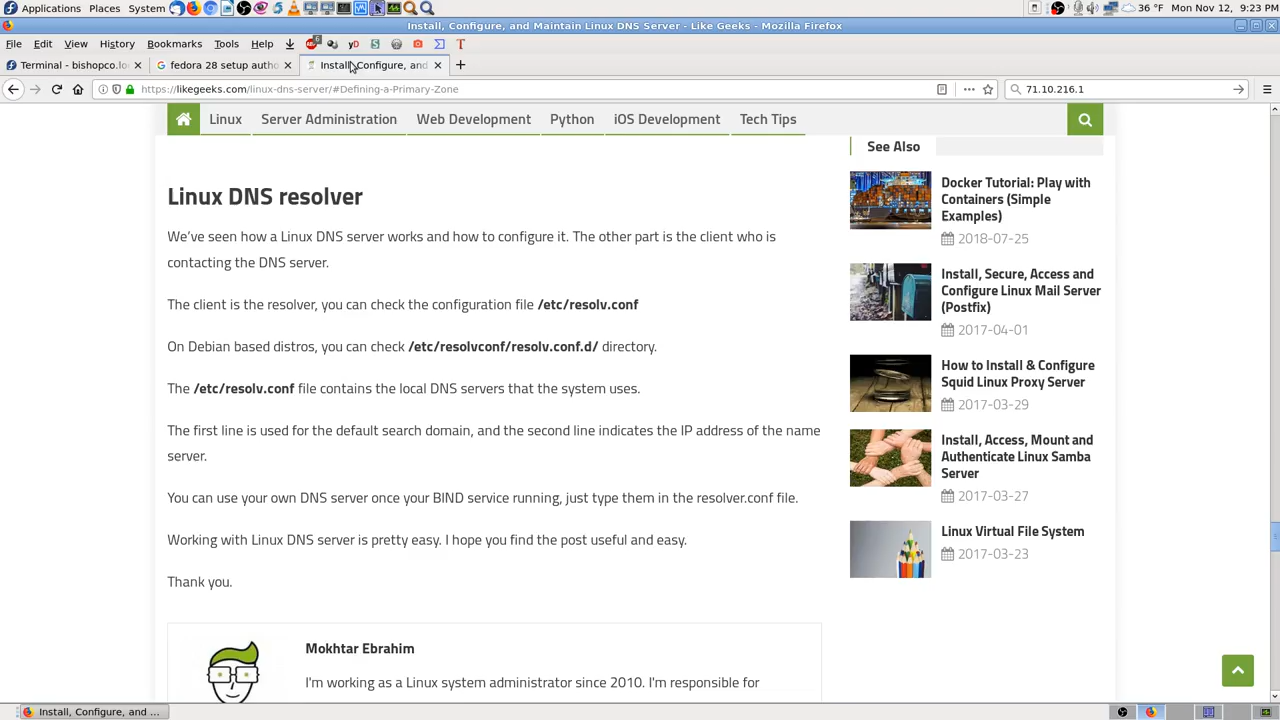 Applications Places System 36 °F Mon Nov 12, 9:23 PM
Install, Configure, and Maintain Linux DNS Server - Like Geeks - Mozilla Firefox
File Edit View History Bookmarks Tools Help
Terminal - bishopco.lo
fedora 28 setup autho
Install, Configure, and
https://likegeeks.com/linux-dns-server/#Defining-a-Primary-Zone
71.10.216.1
Linux Server Administration Web Development Python iOS Development Tech Tips
Linux DNS resolver
We've seen how a Linux DNS server works and how to configure it. The other part is the client who is
contacting the DNS server.
The client is the resolver, you can check the configuration file /etc/resolv.conf
On Debian based distros, you can check /etc/resolvconf/resolv.conf.d/ directory.
The /etc/resolv.conf file contains the local DNS servers that the system uses.
The first line is used for the default search domain, and the second line indicates the IP address of the name
server.
You can use your own DNS server once your BIND service running, just type them in the resolver.conf file.
Working with Linux DNS server is pretty easy. I hope you find the post useful and easy.
Thank you.
Mokhtar Ebrahim
I'm working as a Linux system administrator since 2010. I'm responsible for
See Also
Docker Tutorial: Play with
Containers (Simple
Examples)
2018-07-25
Install, Secure, Access and
Configure Linux Mail Server
(Postfix)
2017-04-01
How to Install & Configure
Squid Linux Proxy Server
2017-03-29
Install, Access, Mount and
Authenticate Linux Samba
Server
2017-03-27
Linux Virtual File System
2017-03-23
Install, Configure, and ...